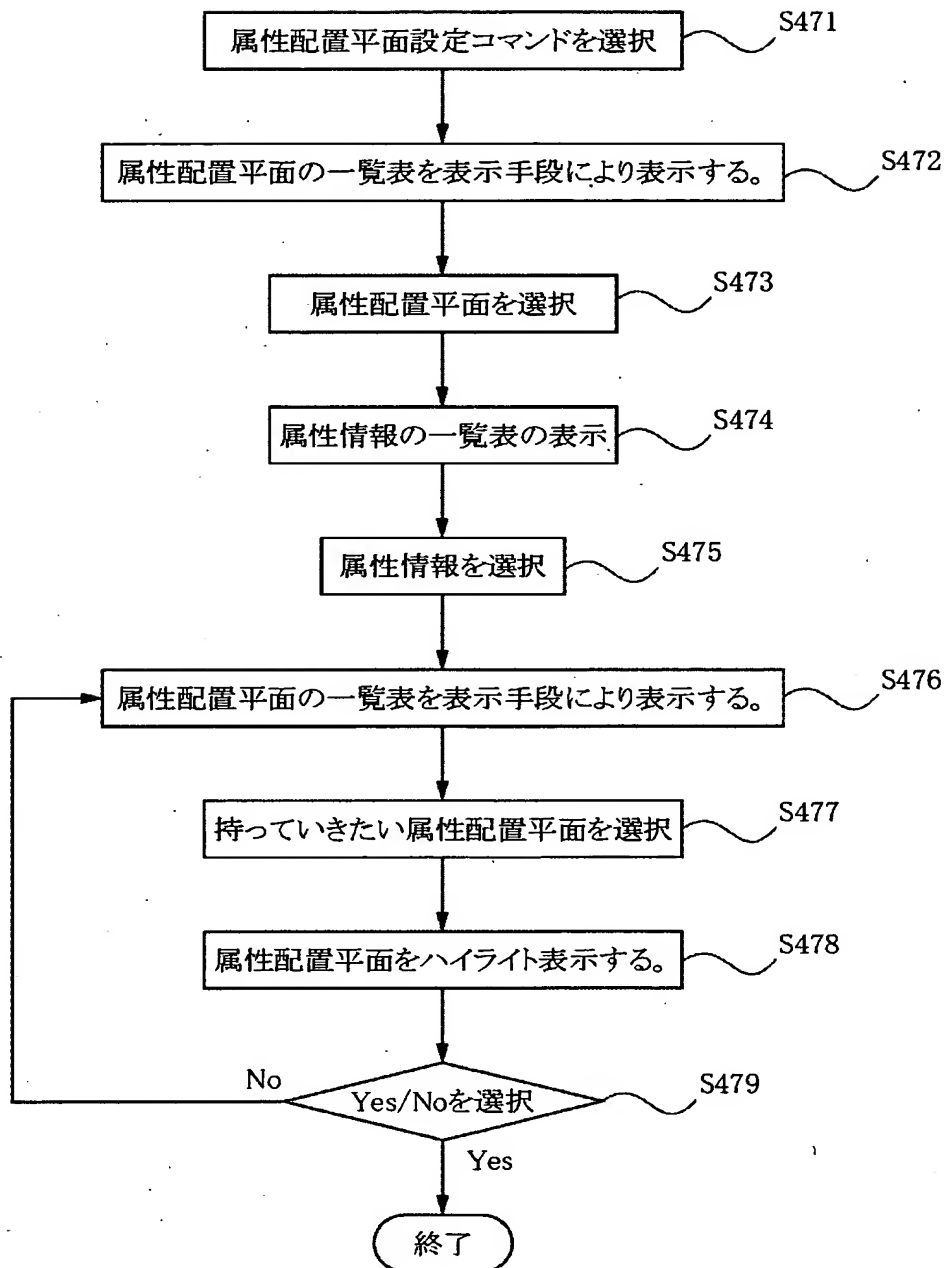 属性配置平面設定コマンドを選択
S471
属性配置平面の一覧表を表示手段により表示する。
S472
属性配置平面を選択
S473
属性情報の一覧表の表示
S474
属性情報を選択
S475
属性配置平面の一覧表を表示手段により表示する。
S476
持っていきたい属性配置平面を選択
S477
属性配置平面をハイライト表示する。
S478
No
Yes/Noを選択
S479
Yes
終了